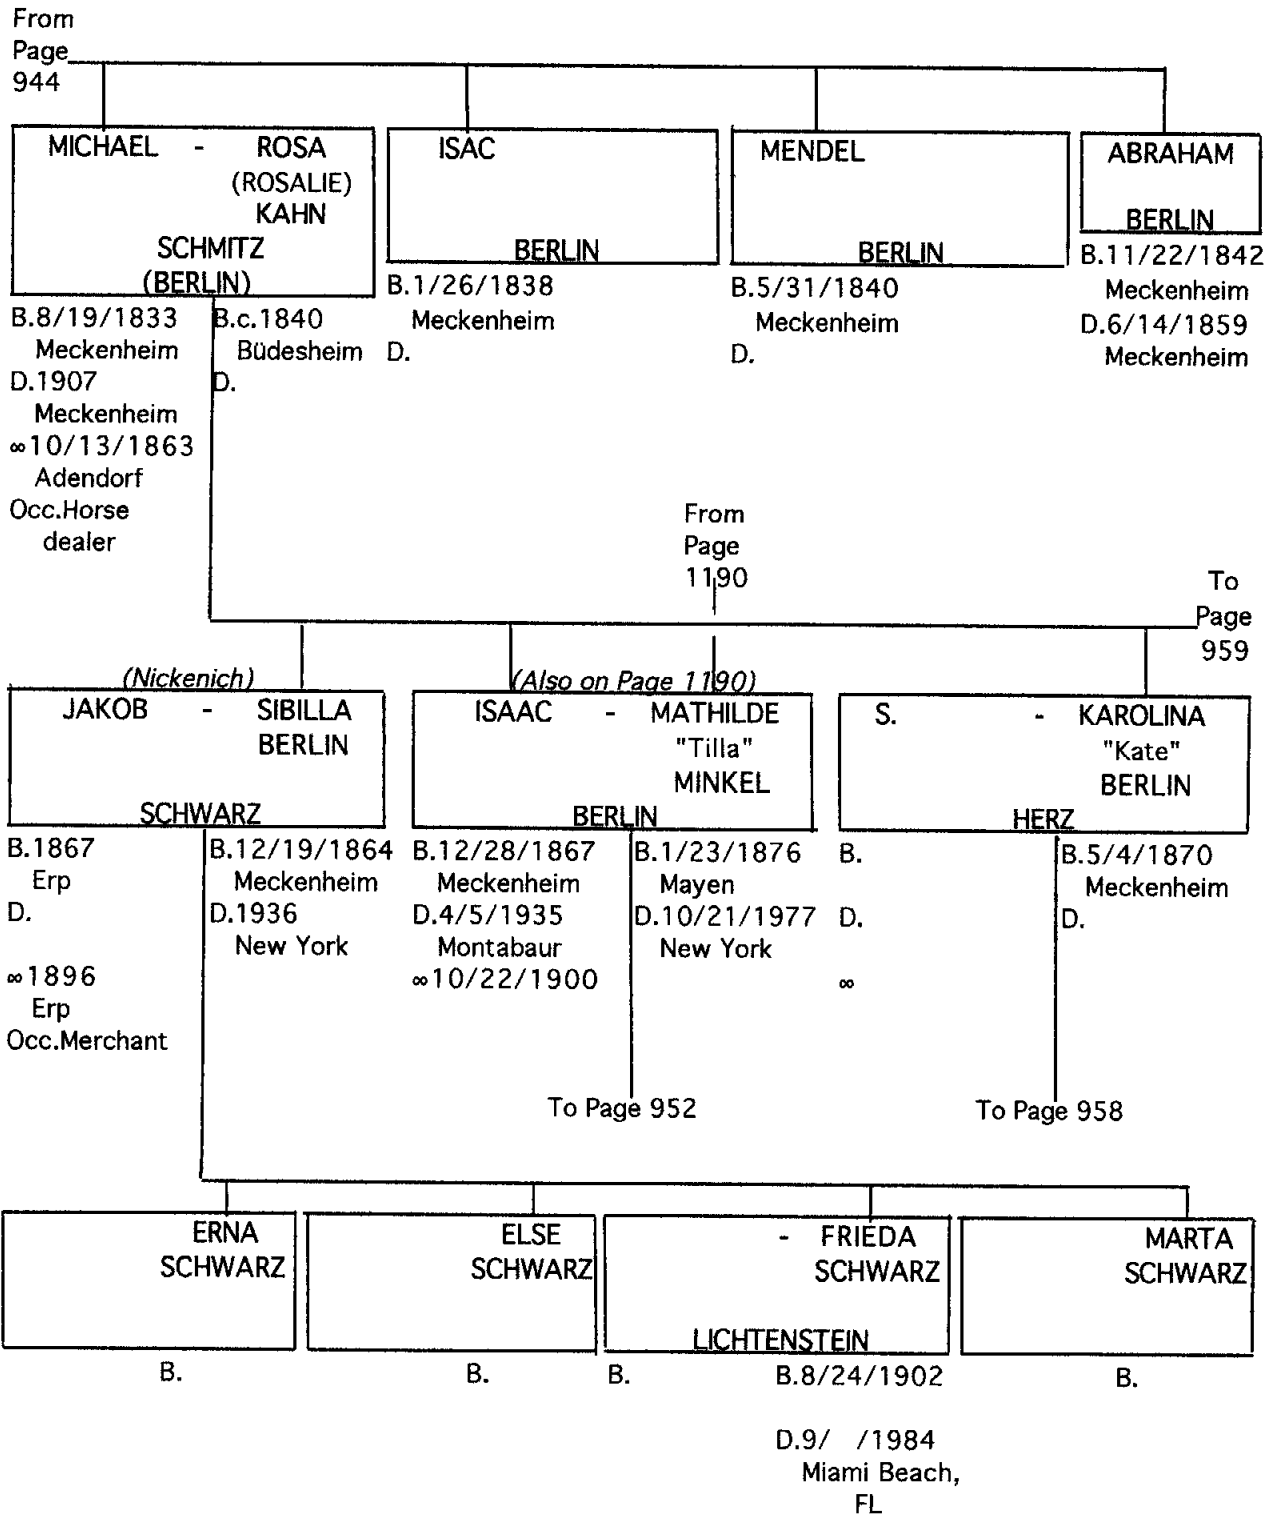 From
Page
944
MICHAEL - ROSA
(ROSALIE)
KAHN
SCHMITZ
(BERLIN)
B.8/19/1833
Meckenheim
D.1907
Meckenheim
∞10/13/1863
Adendorf
Occ.Horse
dealer
B.c.1840
Büdesheim
D.
ISAC
BERLIN
B.1/26/1838
Meckenheim
D.
MENDEL
BERLIN
B.5/31/1840
Meckenheim
D.
ABRAHAM
BERLIN
B.11/22/1842
Meckenheim
D.6/14/1859
Meckenheim
From
Page
1190
To
Page
959
(Nickenich)
JAKOB - SIBILLA
BERLIN
SCHWARZ
B.1867
Erp
D.
∞1896
Erp
Occ.Merchant
B.12/19/1864
Meckenheim
D.1936
New York
(Also on Page 1190)
ISAAC - MATHILDE
"Tilla"
MINKEL
BERLIN
B.12/28/1867
Meckenheim
D.4/5/1935
Montabaur
∞10/22/1900
B.1/23/1876
Mayen
D.10/21/1977
New York
To Page 952
S. - KAROLINA
"Kate"
BERLIN
HERZ
B.
D.
∞
B.5/4/1870
Meckenheim
D.
To Page 958
ERNA
SCHWARZ
B.
ELSE
SCHWARZ
B.
- FRIEDA
SCHWARZ
LICHTENSTEIN
B.
B.8/24/1902
D.9/ /1984
Miami Beach,
FL
MARTA
SCHWARZ
B.